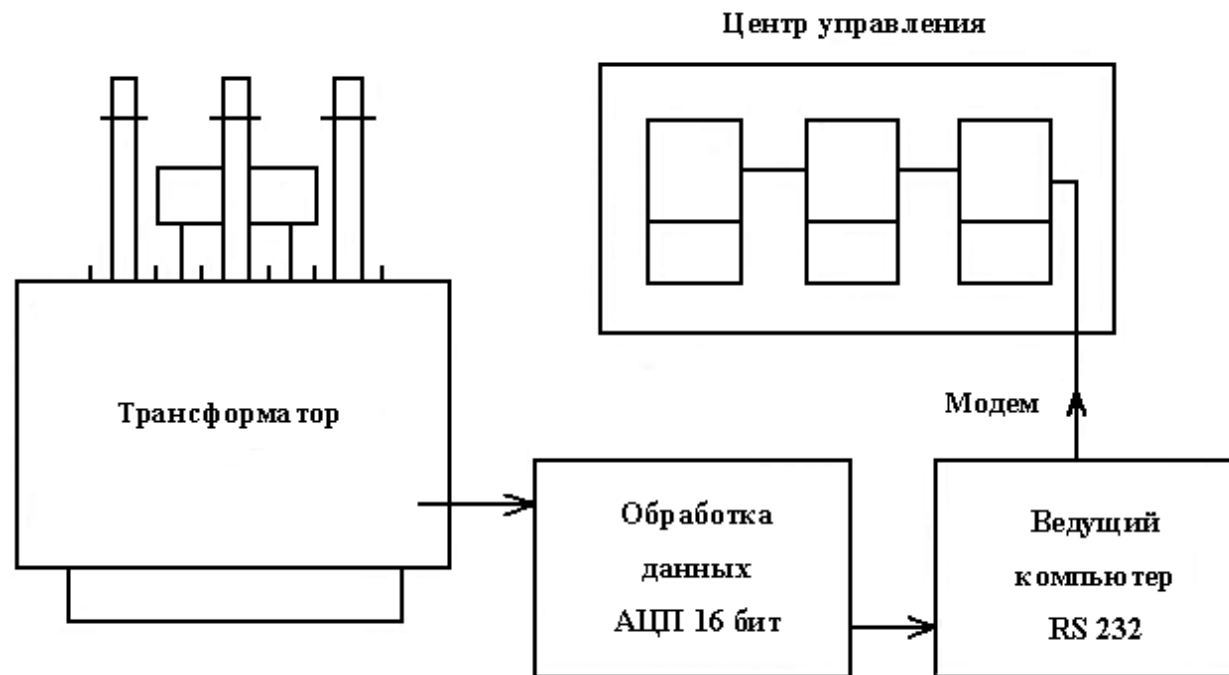 Центр управления
Трансформатор
Модем
Обработка
данных
АЦП 16 бит
Ведущий
компьютер
RS 232